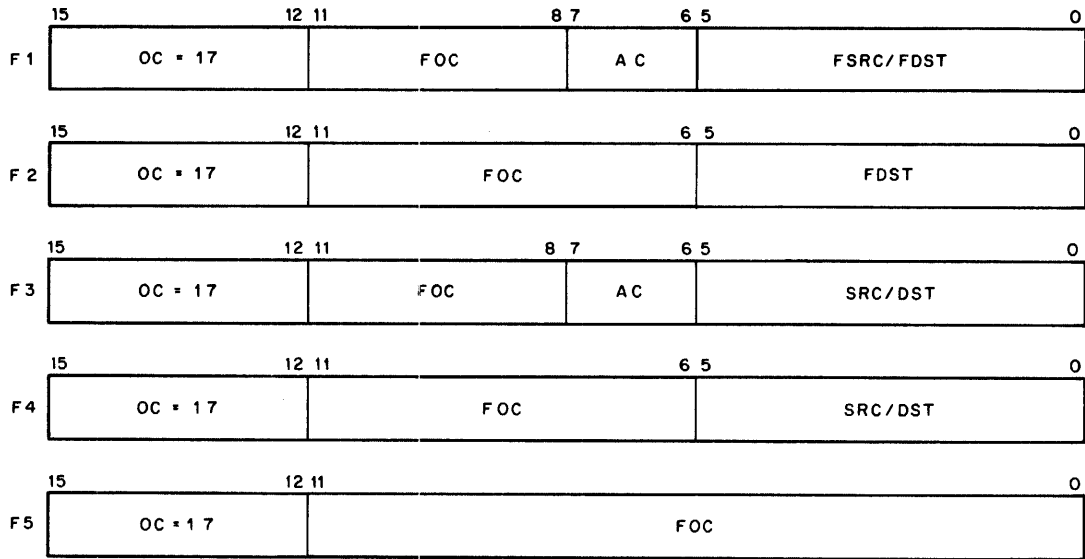 15 12 11 8 7 6 5 0
F1 OC = 17 FOC AC FSRC/FDST
15 12 11 6 5 0
F2 OC = 17 FOC FDST
15 12 11 8 7 6 5 0
F3 OC = 17 FOC AC SRC/DST
15 12 11 6 5 0
F4 OC = 17 FOC SRC/DST
15 12 11 0
F5 OC = 17 FOC